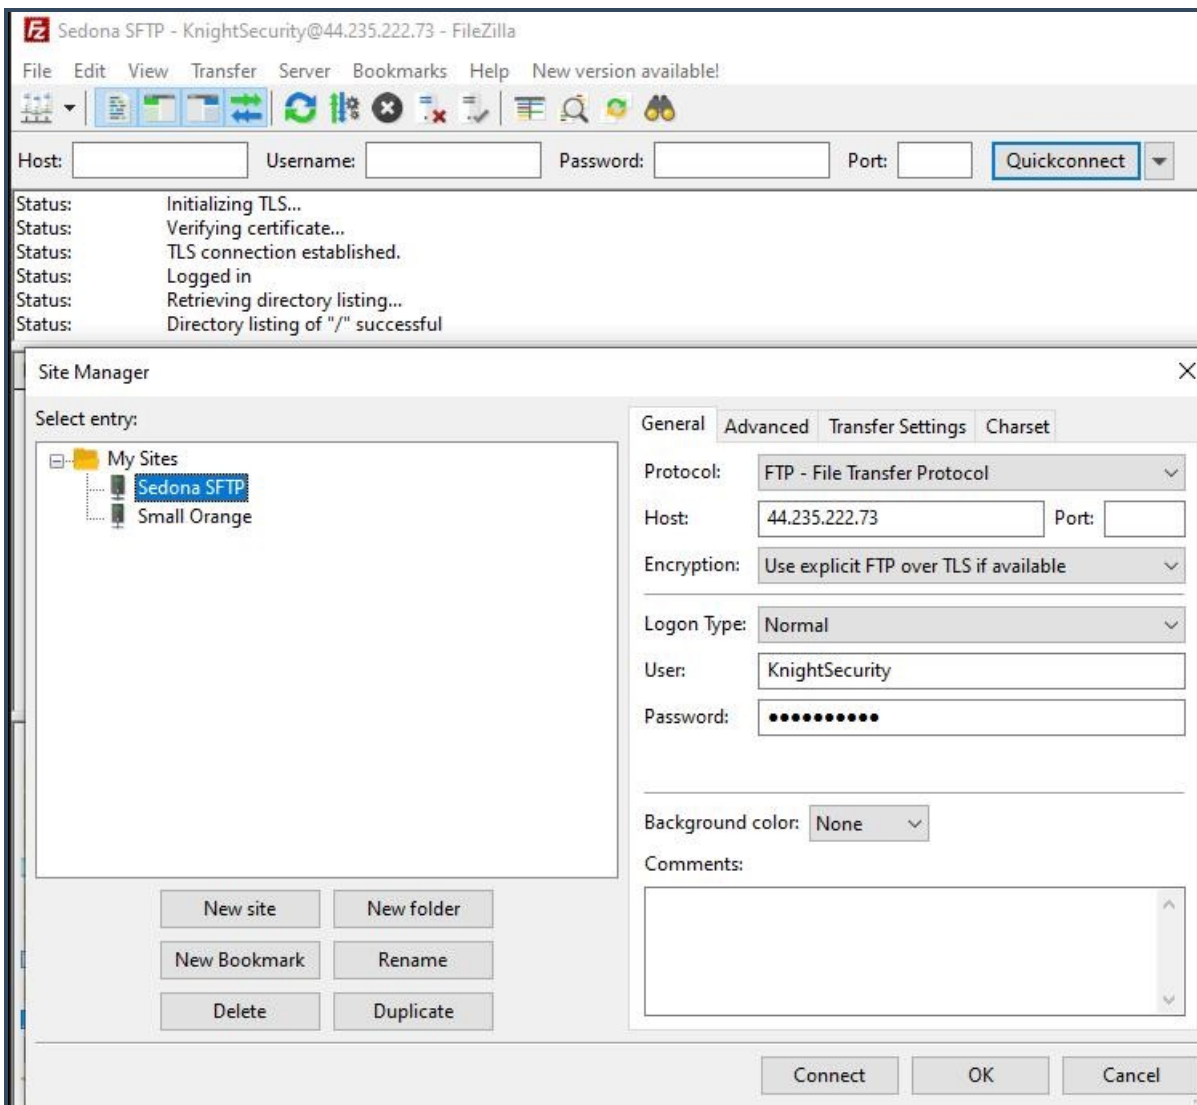 Sedona SFTP - KnightSecurity@44.235.222.73 - FileZilla
File Edit View Transfer Server Bookmarks Help New version available!
Host: Username: Password: Port: Quickconnect
Status: Initializing TLS...
Status: Verifying certificate...
Status: TLS connection established.
Status: Logged in
Status: Retrieving directory listing...
Status: Directory listing of "/" successful
Site Manager
Select entry:
My Sites
Sedona SFTP
Small Orange
New site New folder
New Bookmark Rename
Delete Duplicate
General Advanced Transfer Settings Charset
Protocol: FTP - File Transfer Protocol
Host: 44.235.222.73 Port:
Encryption: Use explicit FTP over TLS if available
Logon Type: Normal
User: KnightSecurity
Password: ●●●●●●●●●●
Background color: None
Comments:
Connect OK Cancel